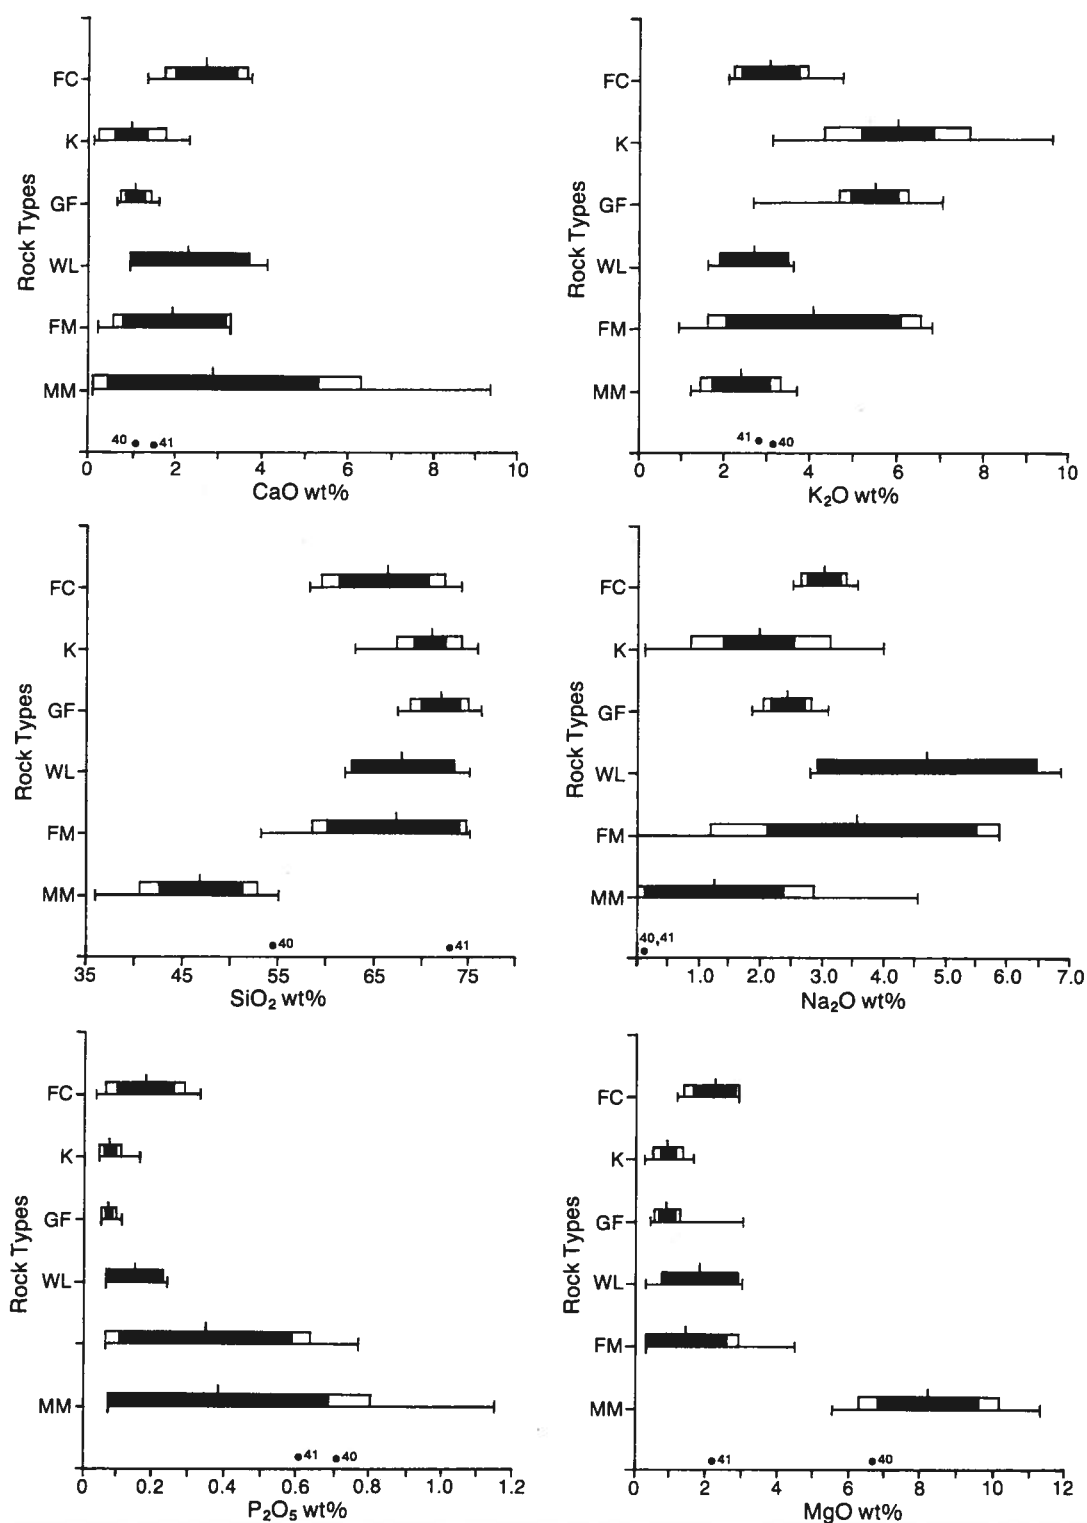 Rock Types
FC
K
GF
WL
FM
MM
40 41
0 2 4 6 8 10
CaO wt%
Rock Types
FC
K
GF
WL
FM
MM
41 40
0 2 4 6 8 10
K₂O wt%
Rock Types
FC
K
GF
WL
FM
MM
40 41
35 45 55 65 75
SiO₂ wt%
Rock Types
FC
K
GF
WL
FM
MM
40,41
1.0 2.0 3.0 4.0 5.0 6.0 7.0
Na₂O wt%
Rock Types
FC
K
GF
WL
MM
41 40
0 0.2 0.4 0.6 0.8 1.0 1.2
P₂O₅ wt%
Rock Types
FC
K
GF
WL
FM
MM
41 40
0 2 4 6 8 10 12
MgO wt%